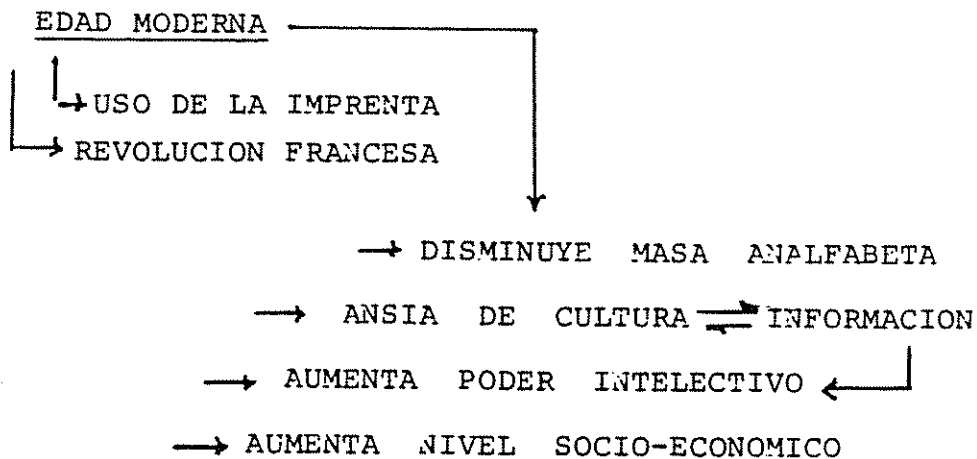 EDAD MODERNA
USO DE LA IMPRENTA
REVOLUCION FRANCESA
DISMINUYE MASA ANALFABETA
ANSIA DE CULTURA INFORMACION
AUMENTA PODER INTELECTIVO
AUMENTA NIVEL SOCIO-ECONOMICO